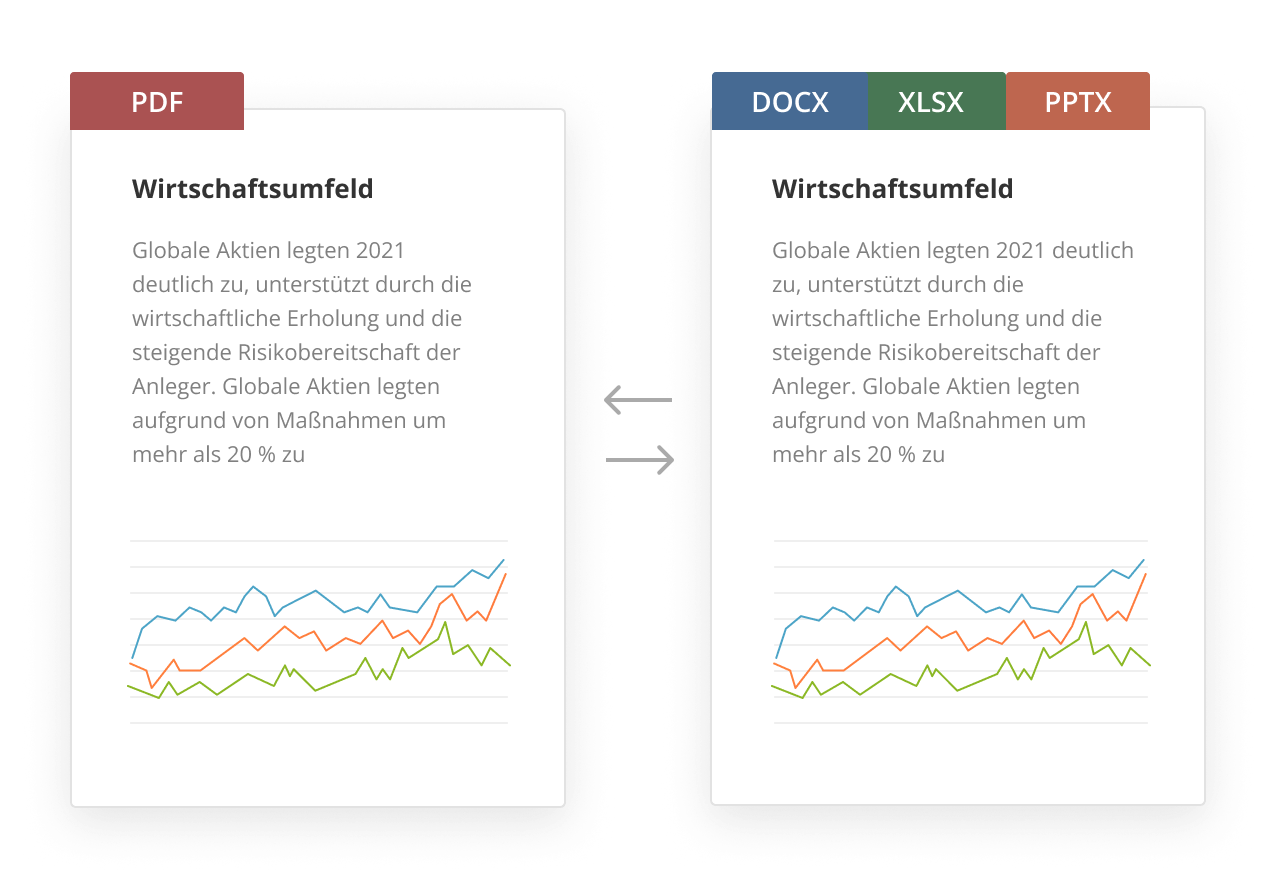 PDF
Wirtschaftsumfeld
Globale Aktien legten 2021
deutlich zu, unterstützt durch die
wirtschaftliche Erholung und die
steigende Risikobereitschaft der
Anleger. Globale Aktien legten
aufgrund von Maßnahmen um
mehr als 20 % zu
DOCX XLSX PPTX
Wirtschaftsumfeld
Globale Aktien legten 2021 deutlich
zu, unterstützt durch die
wirtschaftliche Erholung und die
steigende Risikobereitschaft der
Anleger. Globale Aktien legten
aufgrund von Maßnahmen um
mehr als 20 % zu